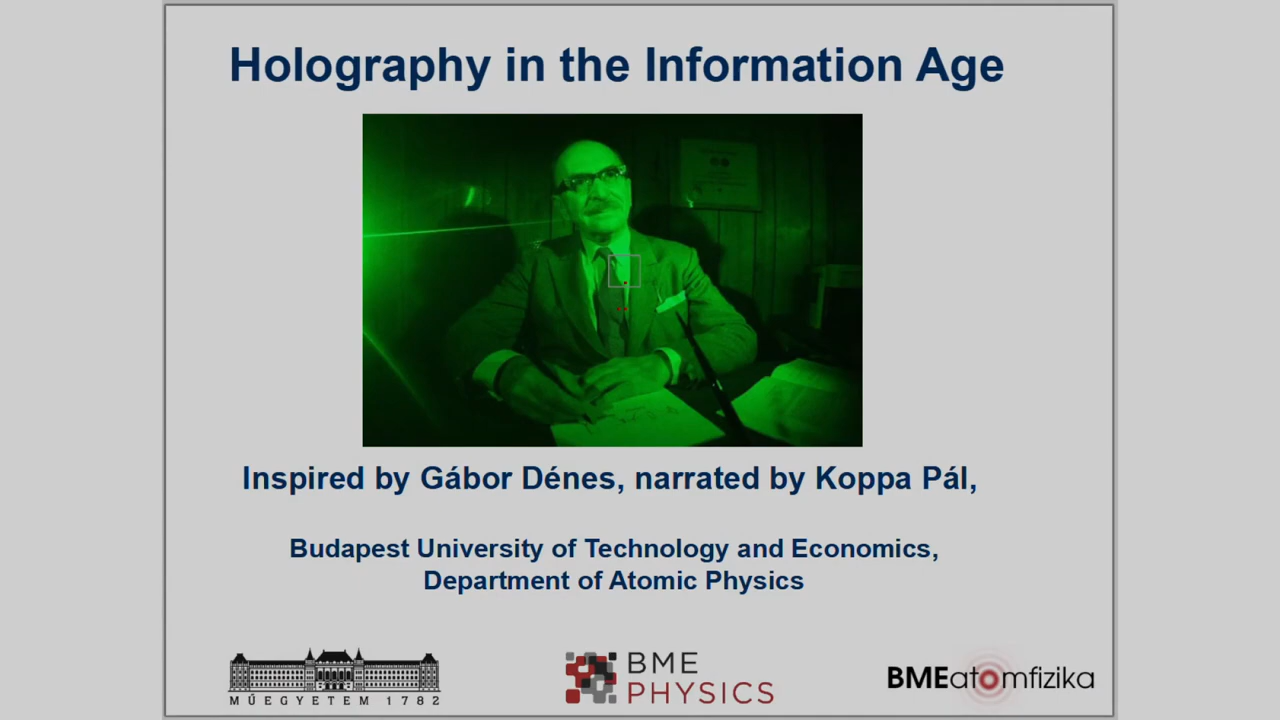 Holography in the Information Age
Inspired by Gábor Dénes, narrated by Koppa Pál,
Budapest University of Technology and Economics,
Department of Atomic Physics
MŰEGYETEM 1782
BME
PHYSICS
BMEatomfizika